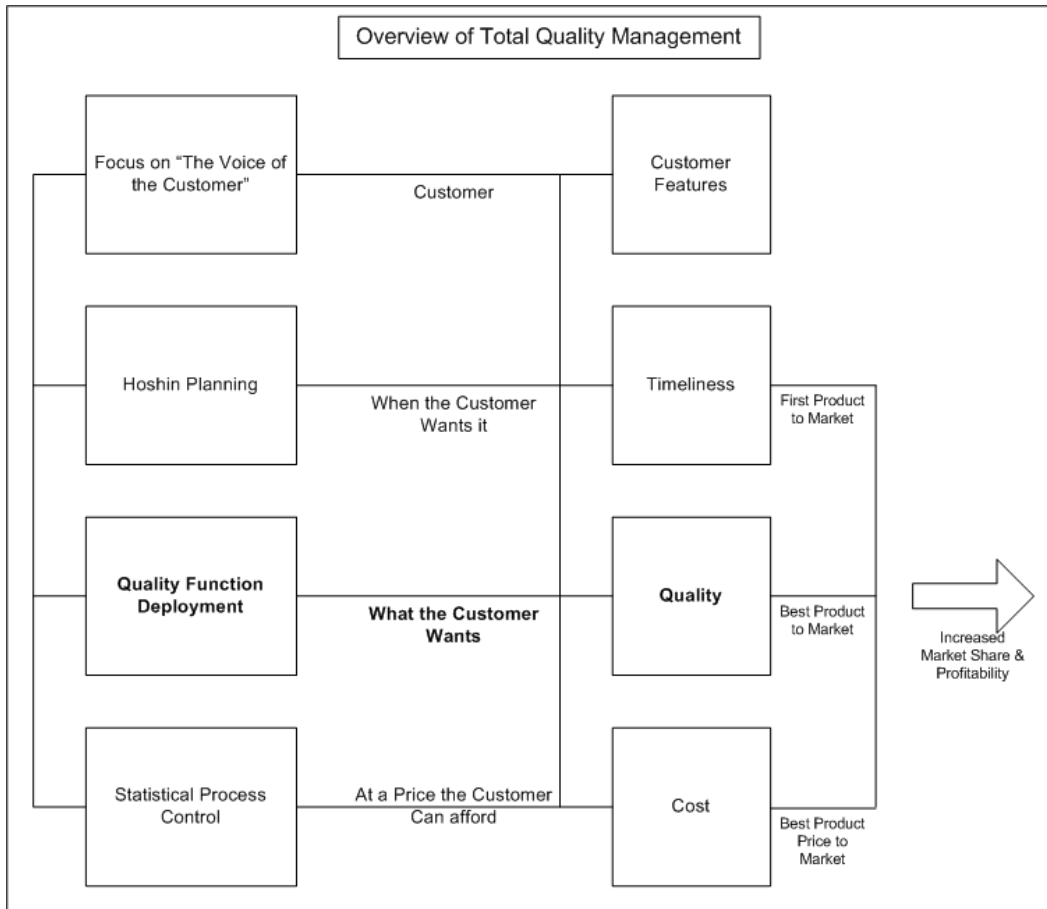 Overview of Total Quality Management
Focus on “The Voice of
the Customer”
Customer
Customer
Features
Hoshin Planning
When the Customer
Wants it
Timeliness
First Product
to Market
Quality Function
Deployment
What the Customer
Wants
Quality
Best Product
to Market
Increased
Market Share &
Profitability
Statistical Process
Control
At a Price the Customer
Can afford
Cost
Best Product
Price to
Market